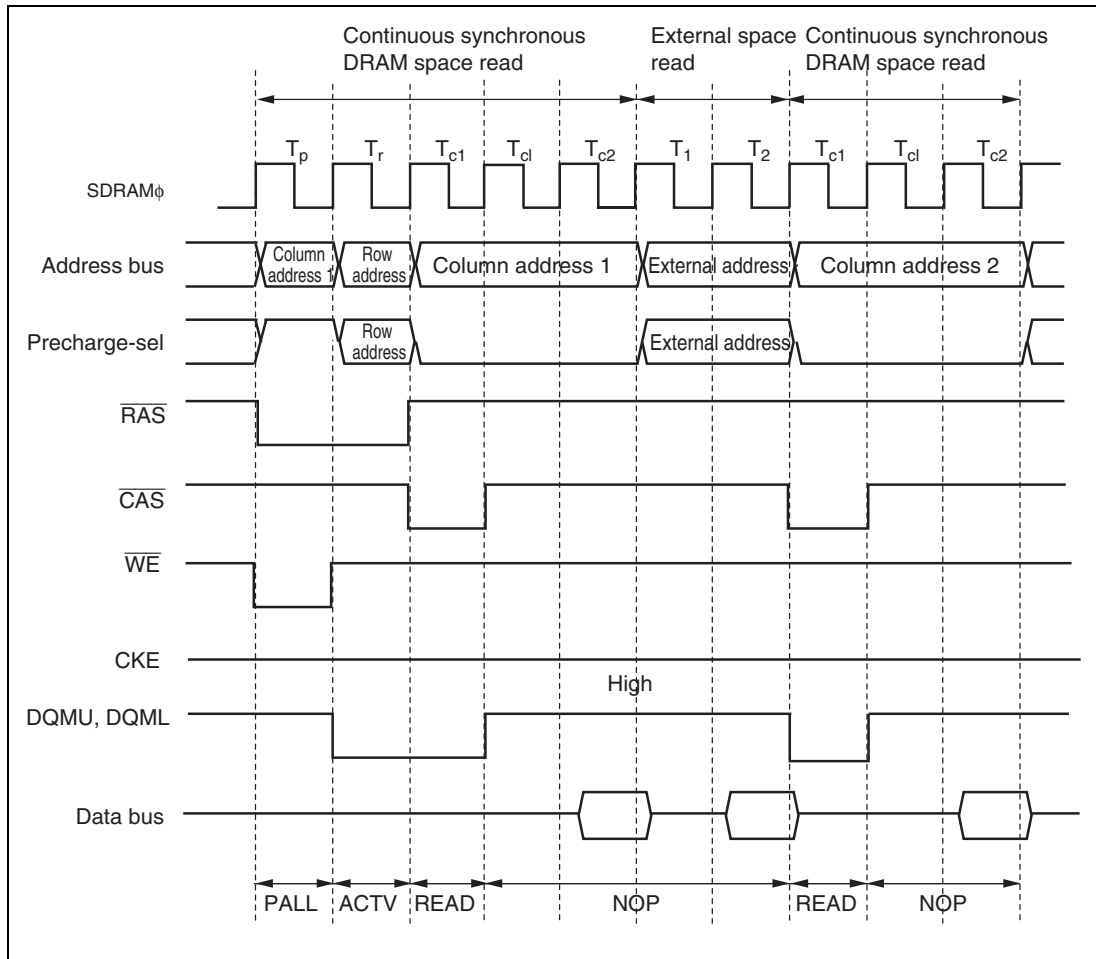 Continuous synchronous
DRAM space read
External space
read
Continuous synchronous
DRAM space read
Tp Tr Tc1 Tcl Tc2 T1 T2 Tc1 Tcl Tc2
SDRAMϕ
Address bus
Column
address 1
Row
address
Column address 1
External address
Column address 2
Precharge-sel
Row
address
External address
RAS
CAS
WE
CKE
High
DQMU, DQML
Data bus
PALL ACTV READ NOP READ NOP